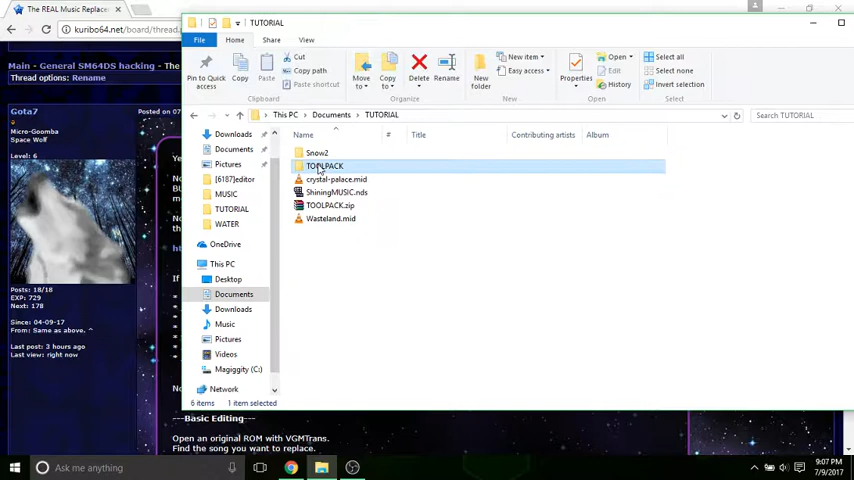 The REAL Music Replace
kuribo64.net/board/thread.p
Main - General SM64DS hacking - The
Thread options: Rename
Gota7
Posted on 07
Micro-Goomba
Space Wolf
Level: 6
Posts: 18/18
EXP: 729
Next: 178
Since: 04-09-17
From: Same as above. ^
Last post: 3 hours ago
Last view: right now
Ye
No
BU
If
No
---Basic Editing---
Open an original ROM with VGMTrans.
Find the song you want to replace.
TUTORIAL
File
Home
Share
View
Pin to Quick access
Copy
Paste
Cut
Copy path
Paste shortcut
Clipboard
Move to
Copy to
Delete
Rename
Organize
New folder
New item
Easy access
New
Properties
Open
Edit
History
Open
Select all
Select none
Invert selection
Select
This PC
Documents
TUTORIAL
Search TUTORIAL
Name
#
Title
Contributing artists
Album
Downloads
Documents
Pictures
[6187]editor
MUSIC
TUTORIAL
WATER
OneDrive
This PC
Desktop
Documents
Downloads
Music
Pictures
Videos
Magiggity (C:)
Network
Snow2
TOOLPACK
crystal-palace.mid
ShiningMUSIC.nds
TOOLPACK.zip
Wasteland.mid
6 items
1 item selected
Ask me anything
9:07 PM
7/9/2017